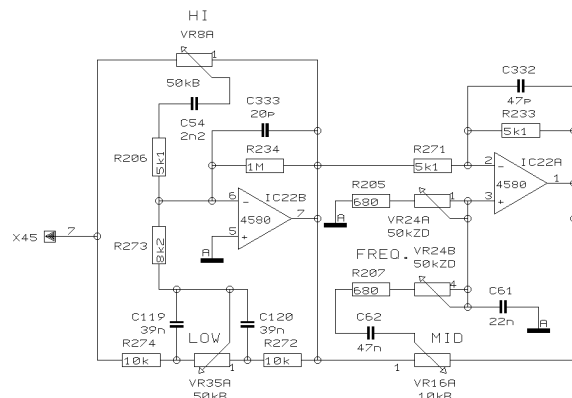 HI
VR8A
1
50kB
C54
2n2
C333
20p
R206
5k1
R234
1M
C332
47p
R233
5k1
R271
5k1
IC22A
2
4580
3
1
IC22B
6
4580
5
7
A
R205
680
A
1
VR24A
50kZD
VR24B
50kZD
X45
7
R273
8k2
FREQ.
R207
680
4
C61
22n
A
C119
39n
LOW
C120
39n
C62
47n
MID
R274
10k
1
R272
10k
1
VR35A
50kB
VR16A
10kB